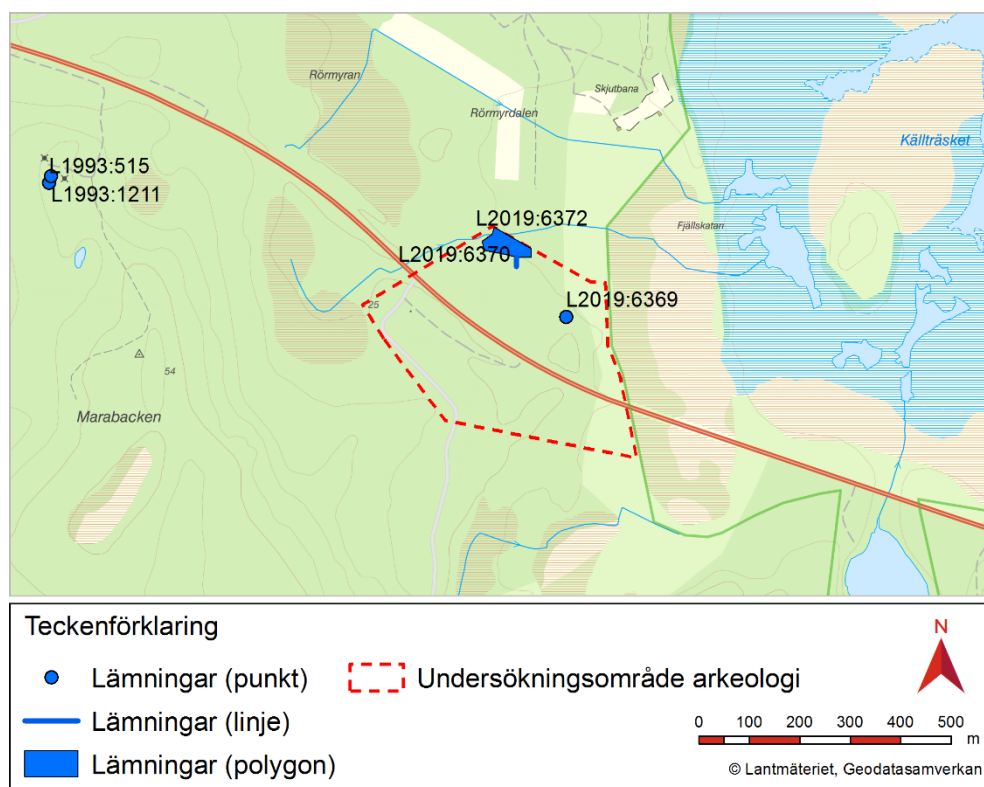 Rörmyran
Skjutbana
Rörmyrdalen
Källträsket
L1993:515
L1993:1211
L2019:6372
Fjällskatan
L2019:6370
L2019:6369
25
54
Marabacken
Teckenförklaring
N
Lämningar (punkt)
Undersökningsområde arkeologi
Lämningar (linje)
0 100 200 300 400 500
m
Lämningar (polygon)
© Lantmäteriet, Geodatasamverkan